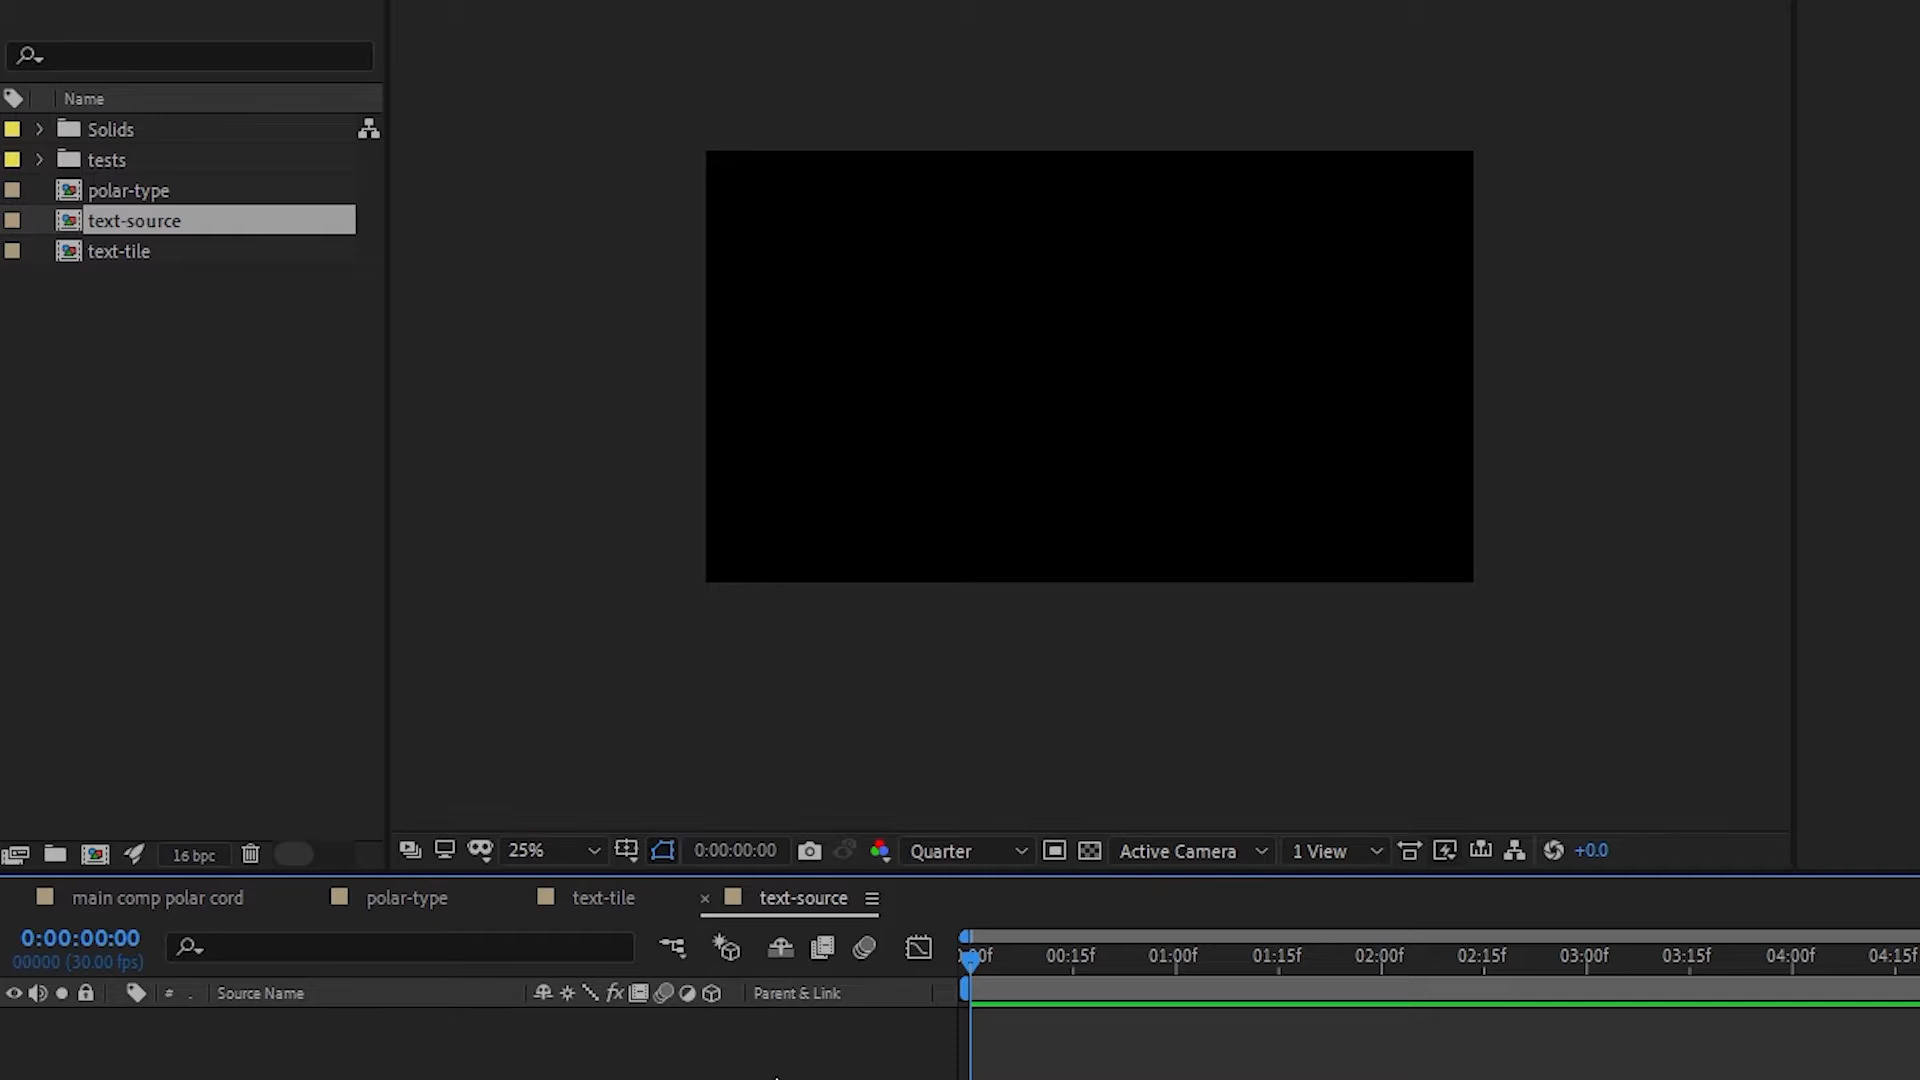 Name
Solids
tests
polar-type
text-source
text-tile
16 bpc
25%
0:00:00:00
Quarter
Active Camera
1 View
+0.0
main comp polar cord
polar-type
text-tile
× text-source
0:00:00:00
00000 (30.00 fps)
00f 00:15f 01:00f 01:15f 02:00f 02:15f 03:00f 03:15f 04:00f 04:15f
# . Source Name
fx
Parent & Link